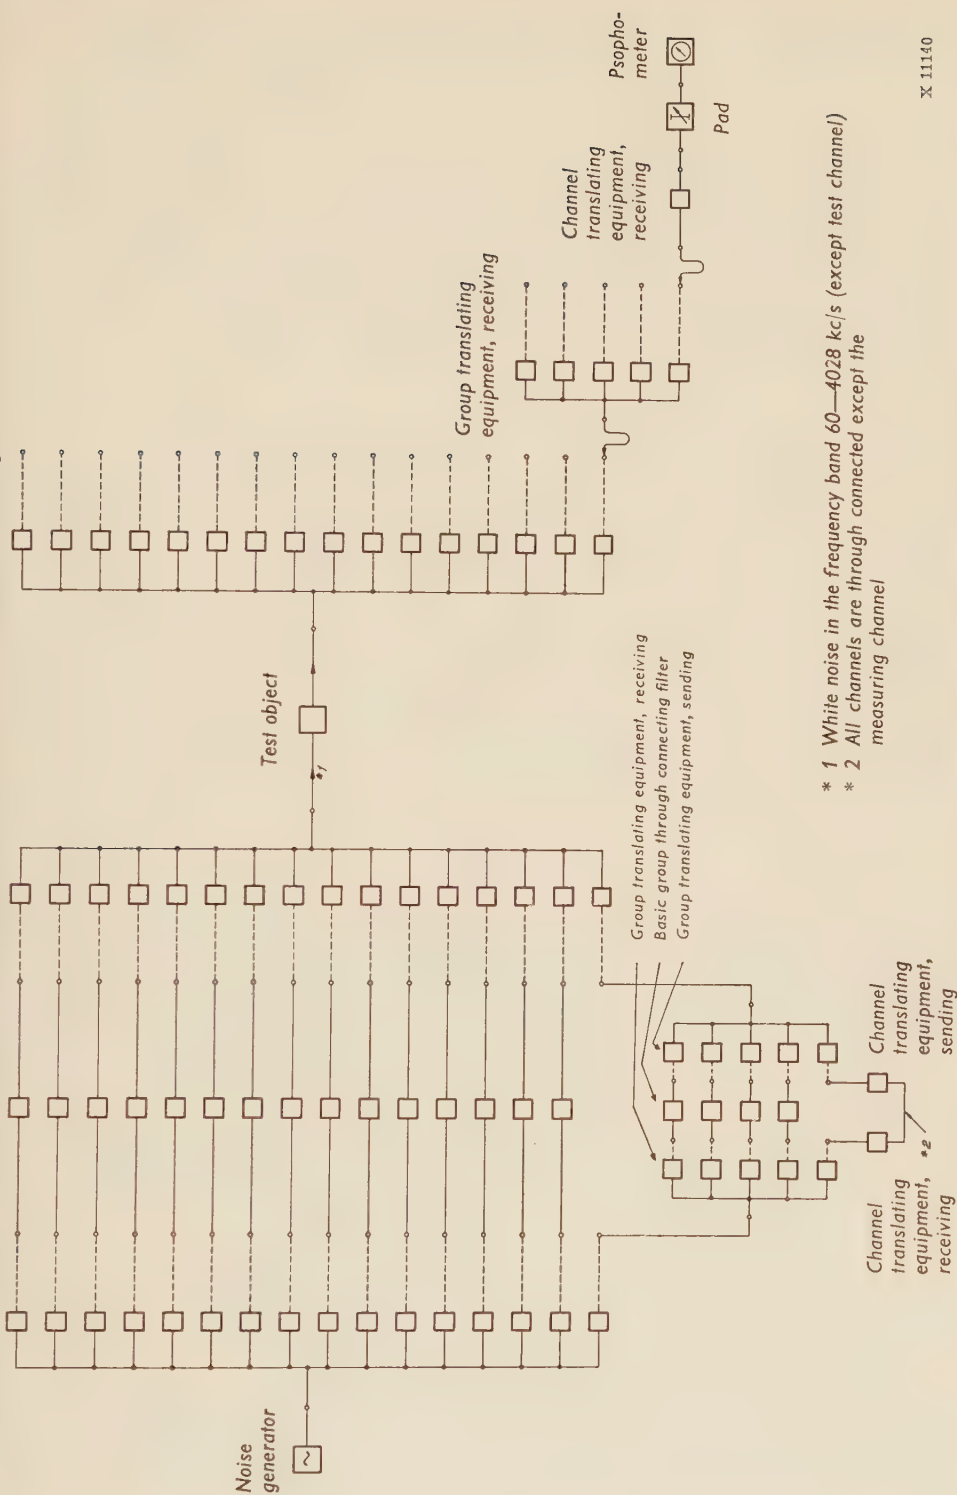 Noise
generator
Test object
Group translating
equipment, receiving
Channel
translating
equipment,
receiving
Psopho-
meter
Pad
*1
Group translating equipment, receiving
Basic group through connecting filter
Group translating equipment, sending
Channel
translating
equipment,
receiving
*2
Channel
translating
equipment,
sending
* 1 White noise in the frequency band 60—4028 kc/s (except test channel)
* 2 All channels are through connected except the
measuring channel
X 11140